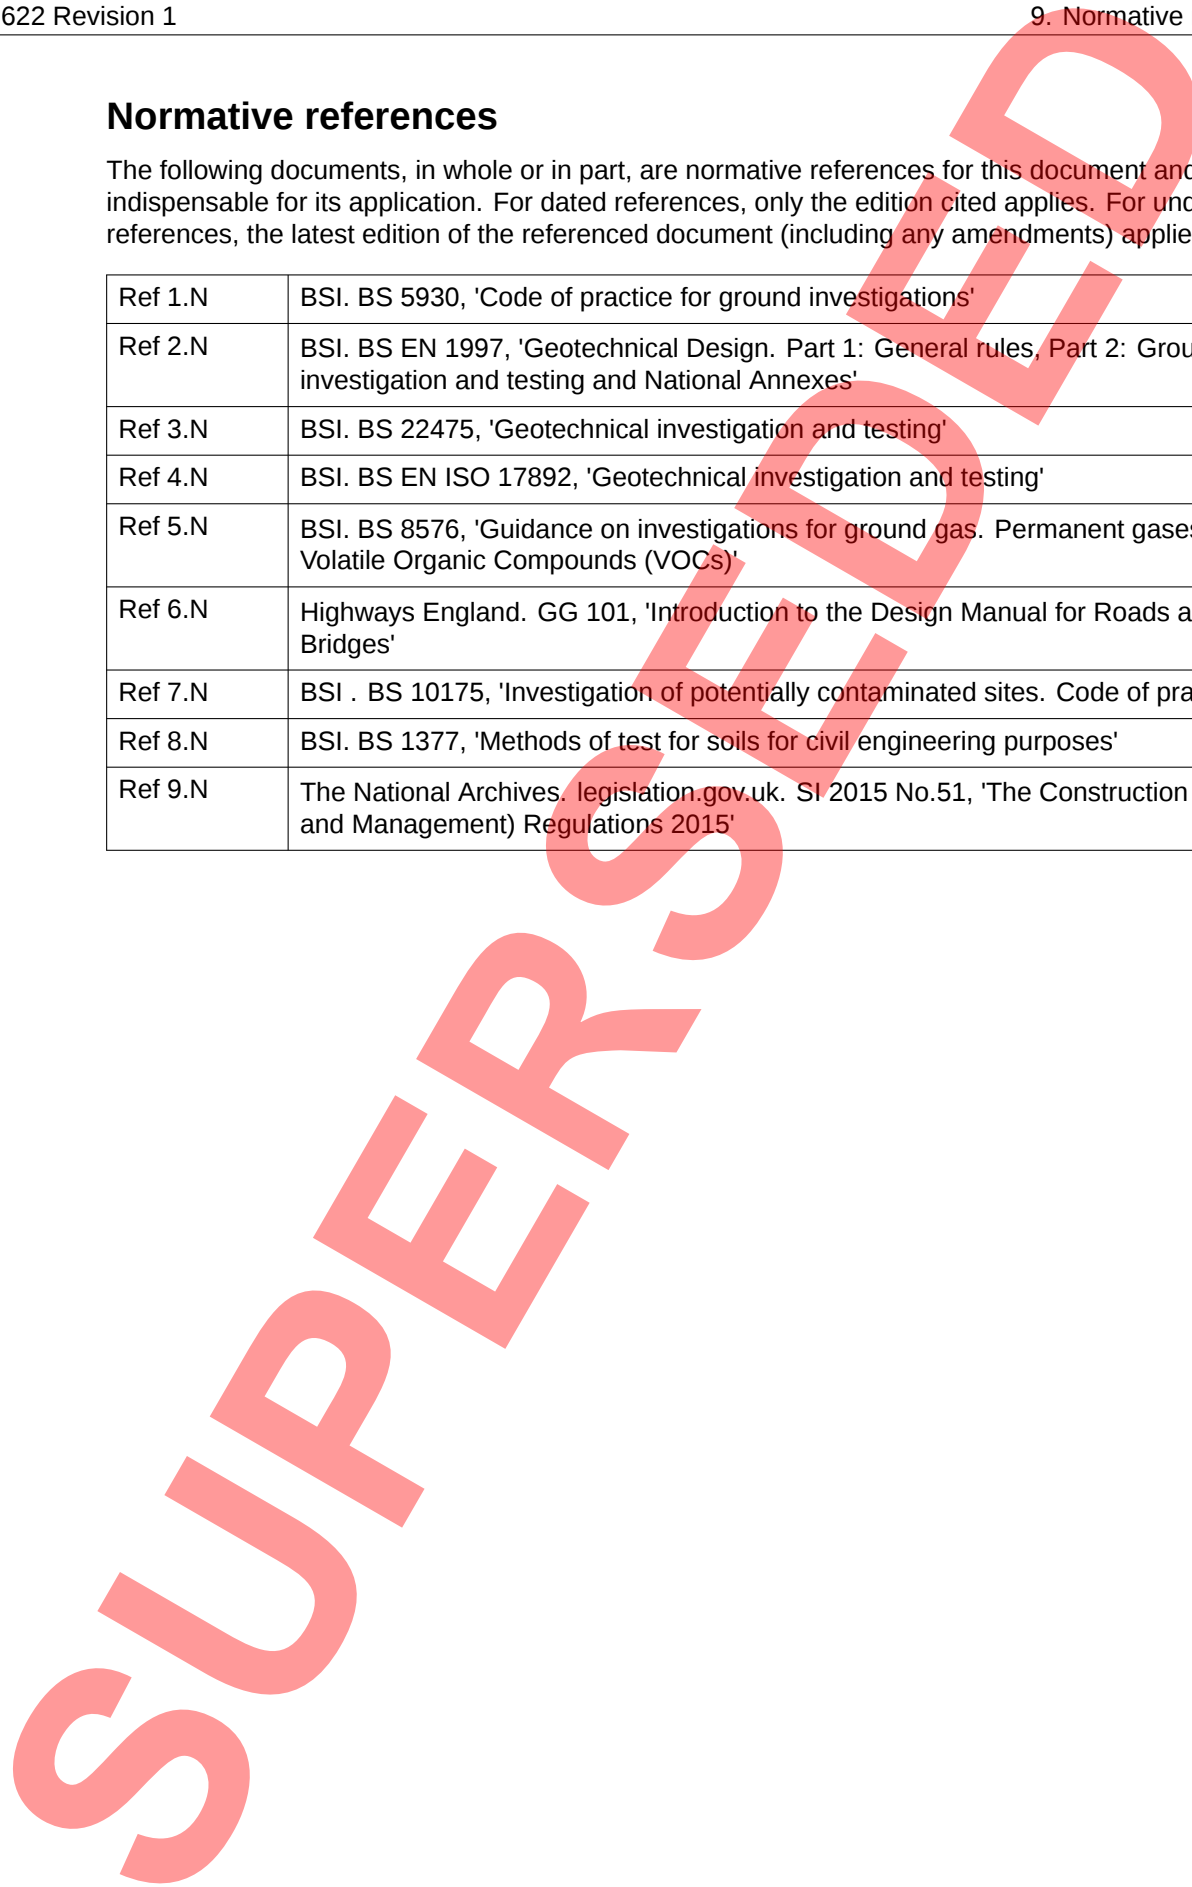 622 Revision 1 9. Normative
Normative references
The following documents, in whole or in part, are normative references for this document and
indispensable for its application. For dated references, only the edition cited applies. For und
references, the latest edition of the referenced document (including any amendments) applie
Ref 1.N BSI. BS 5930, 'Code of practice for ground investigations'
Ref 2.N BSI. BS EN 1997, 'Geotechnical Design. Part 1: General rules, Part 2: Grou
investigation and testing and National Annexes'
Ref 3.N BSI. BS 22475, 'Geotechnical investigation and testing'
Ref 4.N BSI. BS EN ISO 17892, 'Geotechnical investigation and testing'
Ref 5.N BSI. BS 8576, 'Guidance on investigations for ground gas. Permanent gases
Volatile Organic Compounds (VOCs)'
Ref 6.N Highways England. GG 101, 'Introduction to the Design Manual for Roads a
Bridges'
Ref 7.N BSI . BS 10175, 'Investigation of potentially contaminated sites. Code of pra
Ref 8.N BSI. BS 1377, 'Methods of test for soils for civil engineering purposes'
Ref 9.N The National Archives. legislation.gov.uk. SI 2015 No.51, 'The Construction
and Management) Regulations 2015'
SUPERSEDED